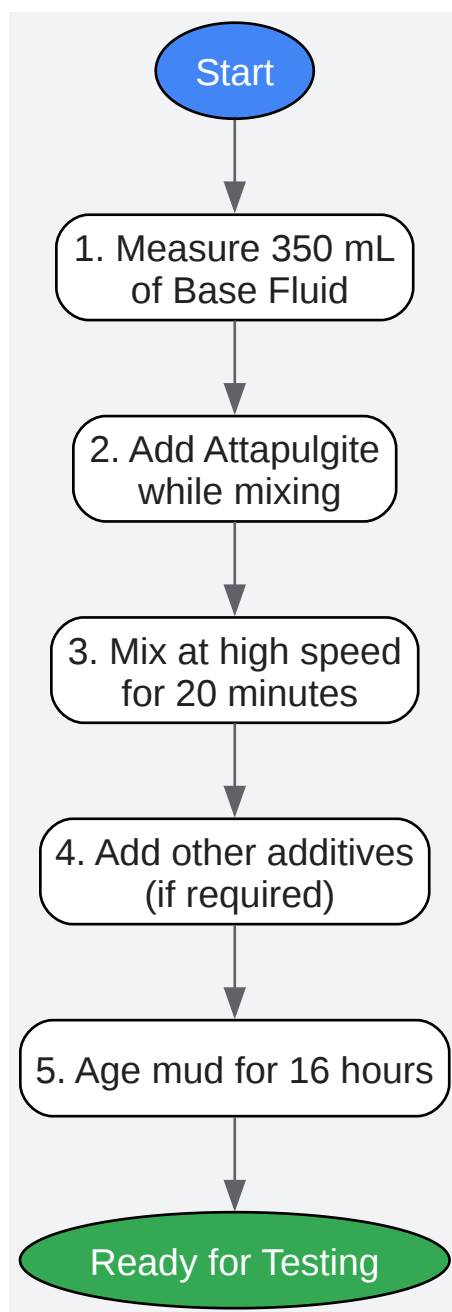 Start
1. Measure 350 mL
of Base Fluid
2. Add Attapulgite
while mixing
3. Mix at high speed
for 20 minutes
4. Add other additives
(if required)
5. Age mud for 16 hours
Ready for Testing